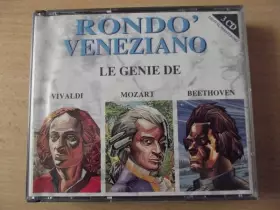 RONDO'
VENEZIANO
LE GENIE DE
VIVALDI
MOZART
BEETHOVEN
3 CD